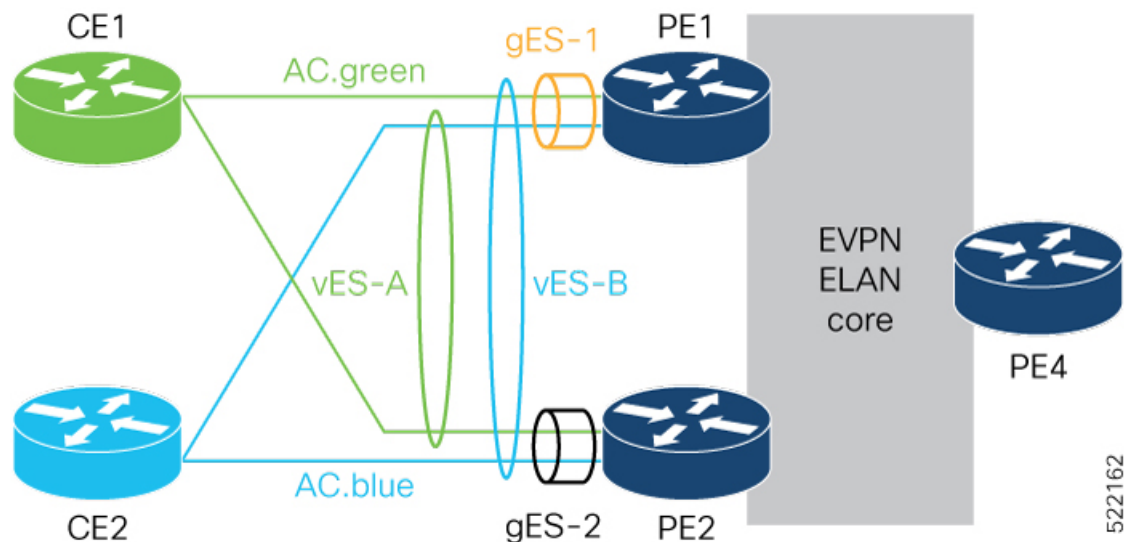 CE1
PE1
gES-1
AC.green
vES-A
vES-B
EVPN
ELAN
core
PE4
AC.blue
CE2
gES-2
PE2
522162